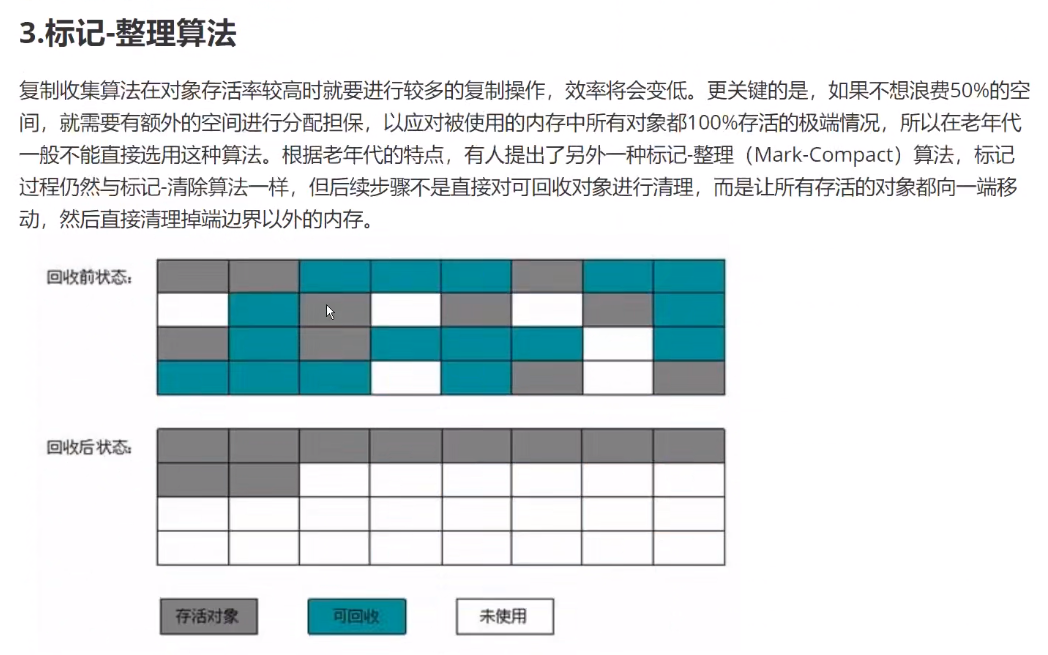 3.标记-整理算法
复制收集算法在对象存活率较高时就要进行较多的复制操作，效率将会变低。更关键的是，如果不想浪费50%的空
间，就需要有额外的空间进行分配担保，以应对被使用的内存中所有对象都100%存活的极端情况，所以在老年代
一般不能直接选用这种算法。根据老年代的特点，有人提出了另外一种标记-整理（Mark-Compact）算法，标记
过程仍然与标记-清除算法一样，但后续步骤不是直接对可回收对象进行清理，而是让所有存活的对象都向一端移
动，然后直接清理掉端边界以外的内存。
回收前状态：
回收后状态：
存活对象 可回收 未使用